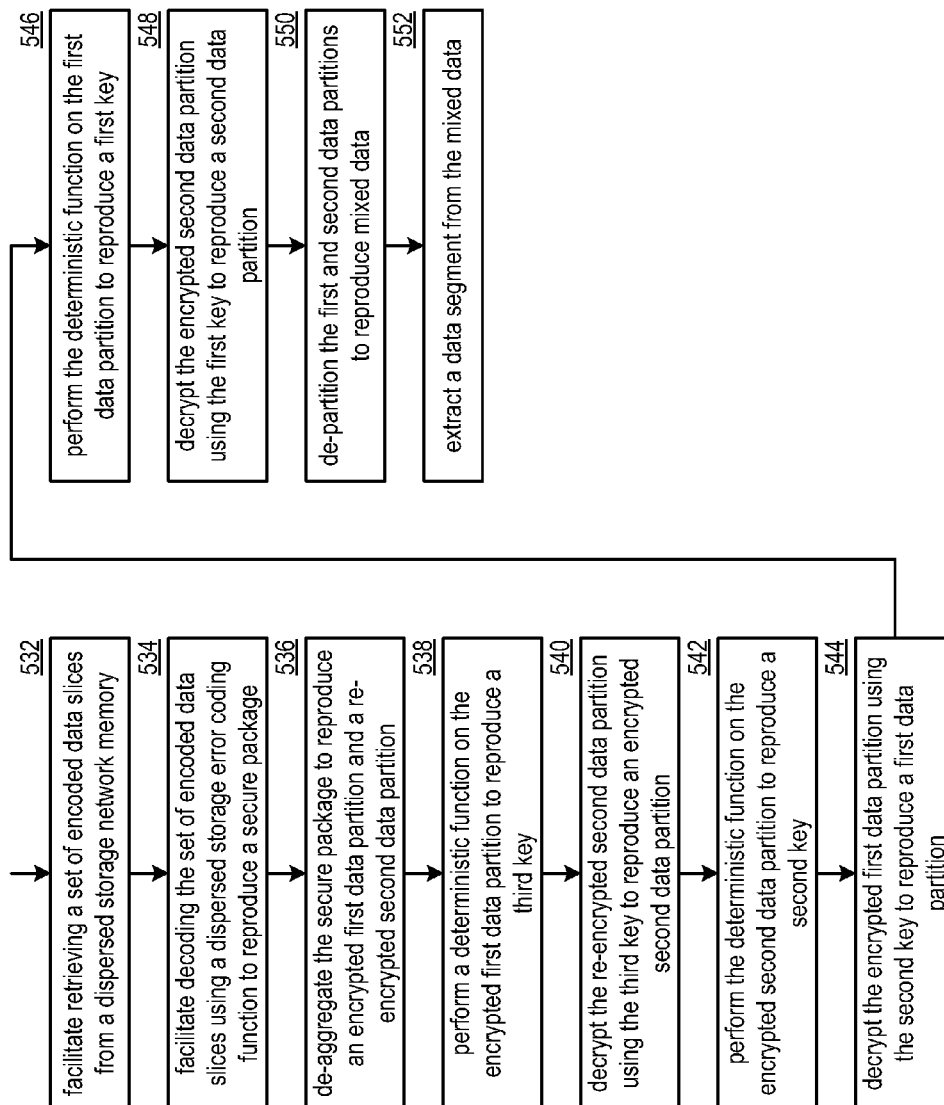 532
facilitate retrieving a set of encoded data slices
from a dispersed storage network memory
534
facilitate decoding the set of encoded data
slices using a dispersed storage error coding
function to reproduce a secure package
536
de-aggregate the secure package to reproduce
an encrypted first data partition and a re-
encrypted second data partition
538
perform a deterministic function on the
encrypted first data partition to reproduce a
third key
540
decrypt the re-encrypted second data partition
using the third key to reproduce an encrypted
second data partition
542
perform the deterministic function on the
encrypted second data partition to reproduce a
second key
544
decrypt the encrypted first data partition using
the second key to reproduce a first data
partition
546
perform the deterministic function on the first
data partition to reproduce a first key
548
decrypt the encrypted second data partition
using the first key to reproduce a second data
partition
550
de-partition the first and second data partitions
to reproduce mixed data
552
extract a data segment from the mixed data